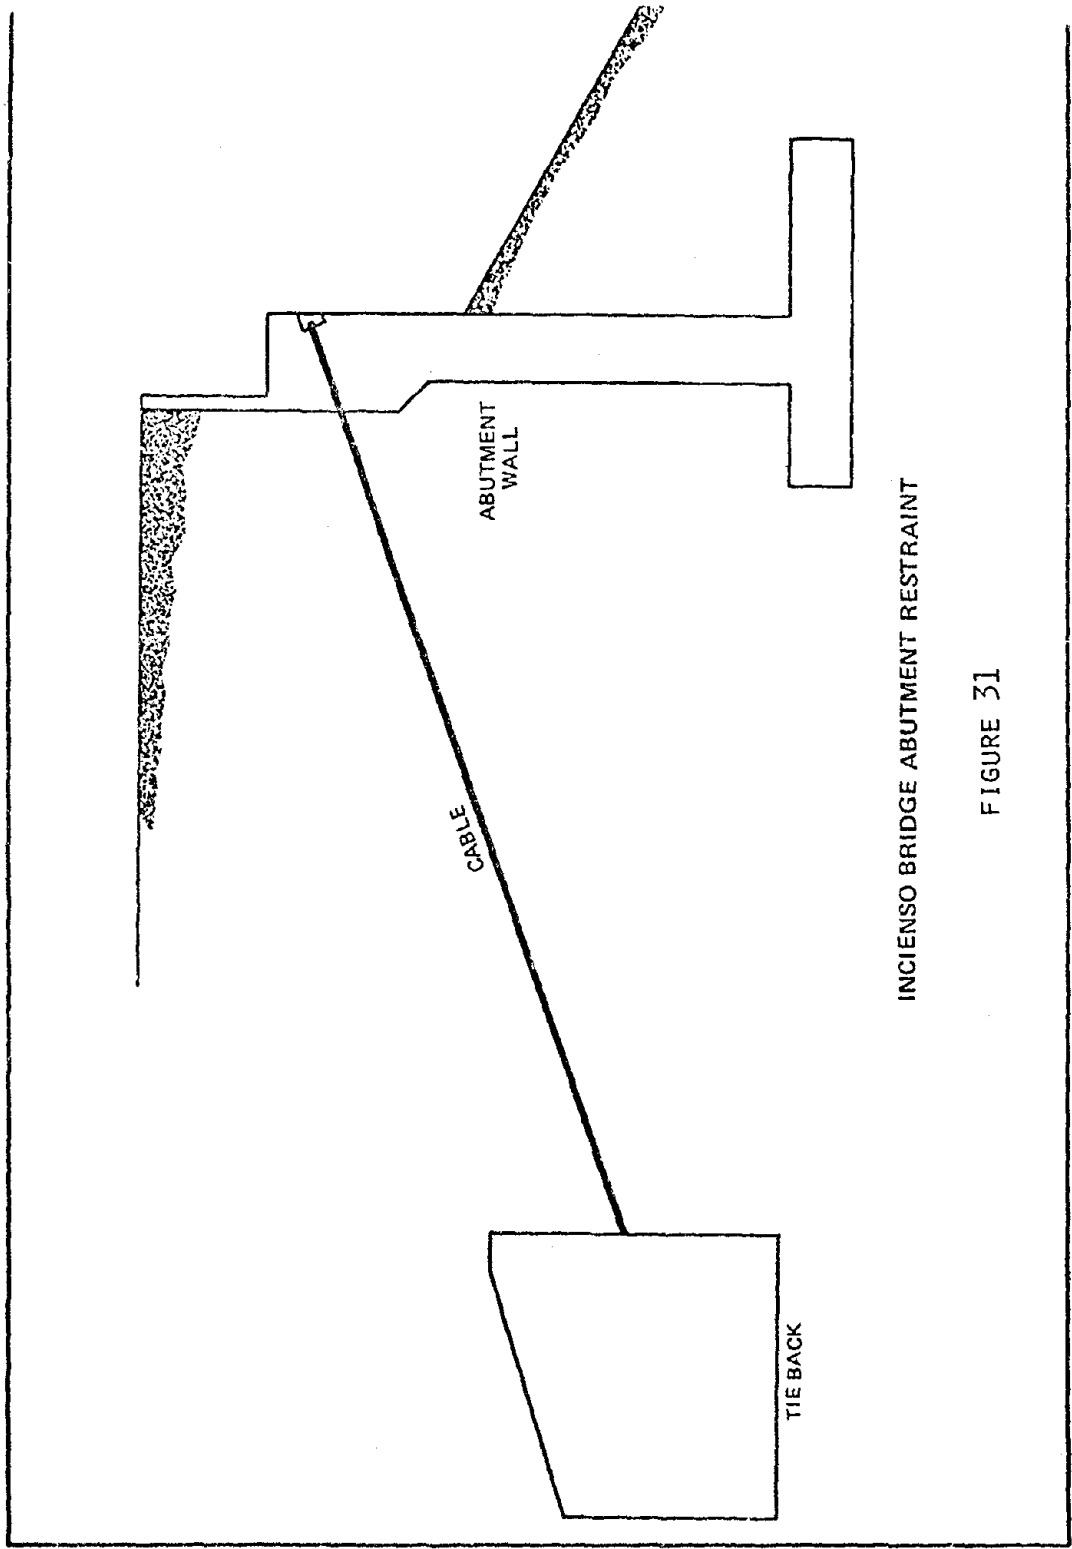 ABUTMENT
WALL
CABLE
TIE BACK
INCIENSO BRIDGE ABUTMENT RESTRAINT
FIGURE 31